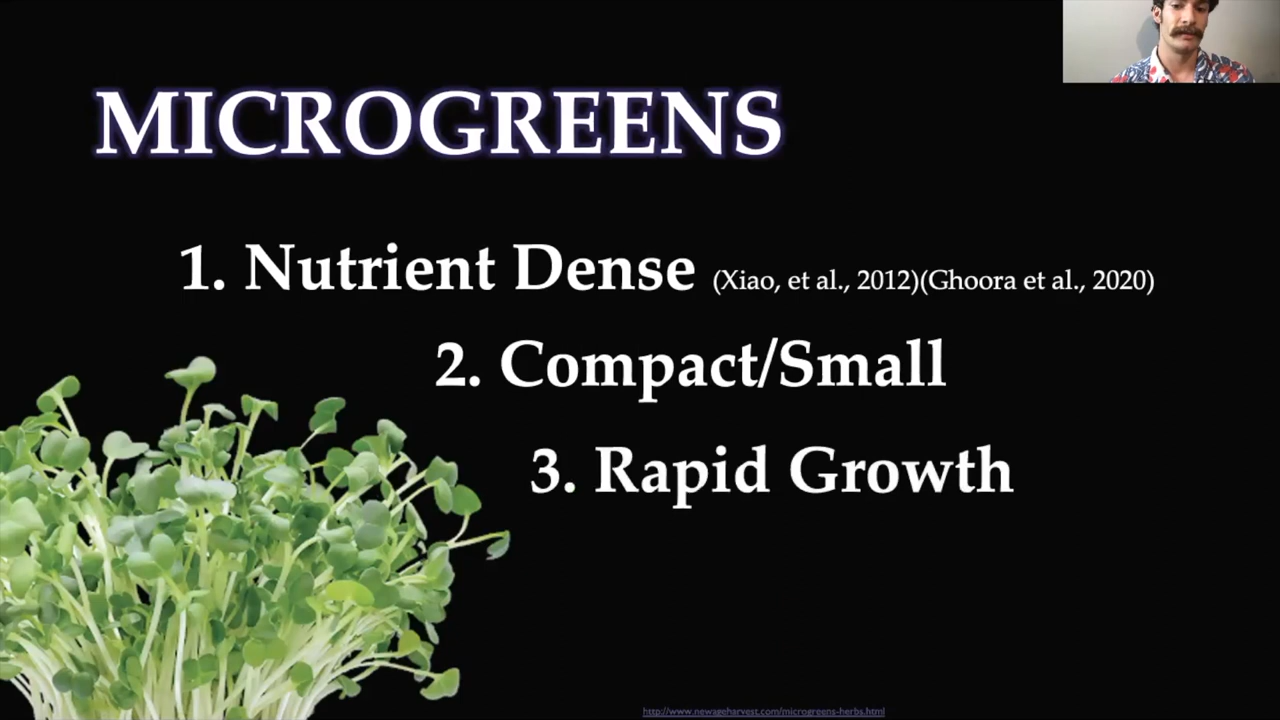 MICROGREENS
1. Nutrient Dense (Xiao, et al., 2012)(Ghoora et al., 2020)
2. Compact/Small
3. Rapid Growth
http://www.newageharvest.com/microgreens-herbs.html